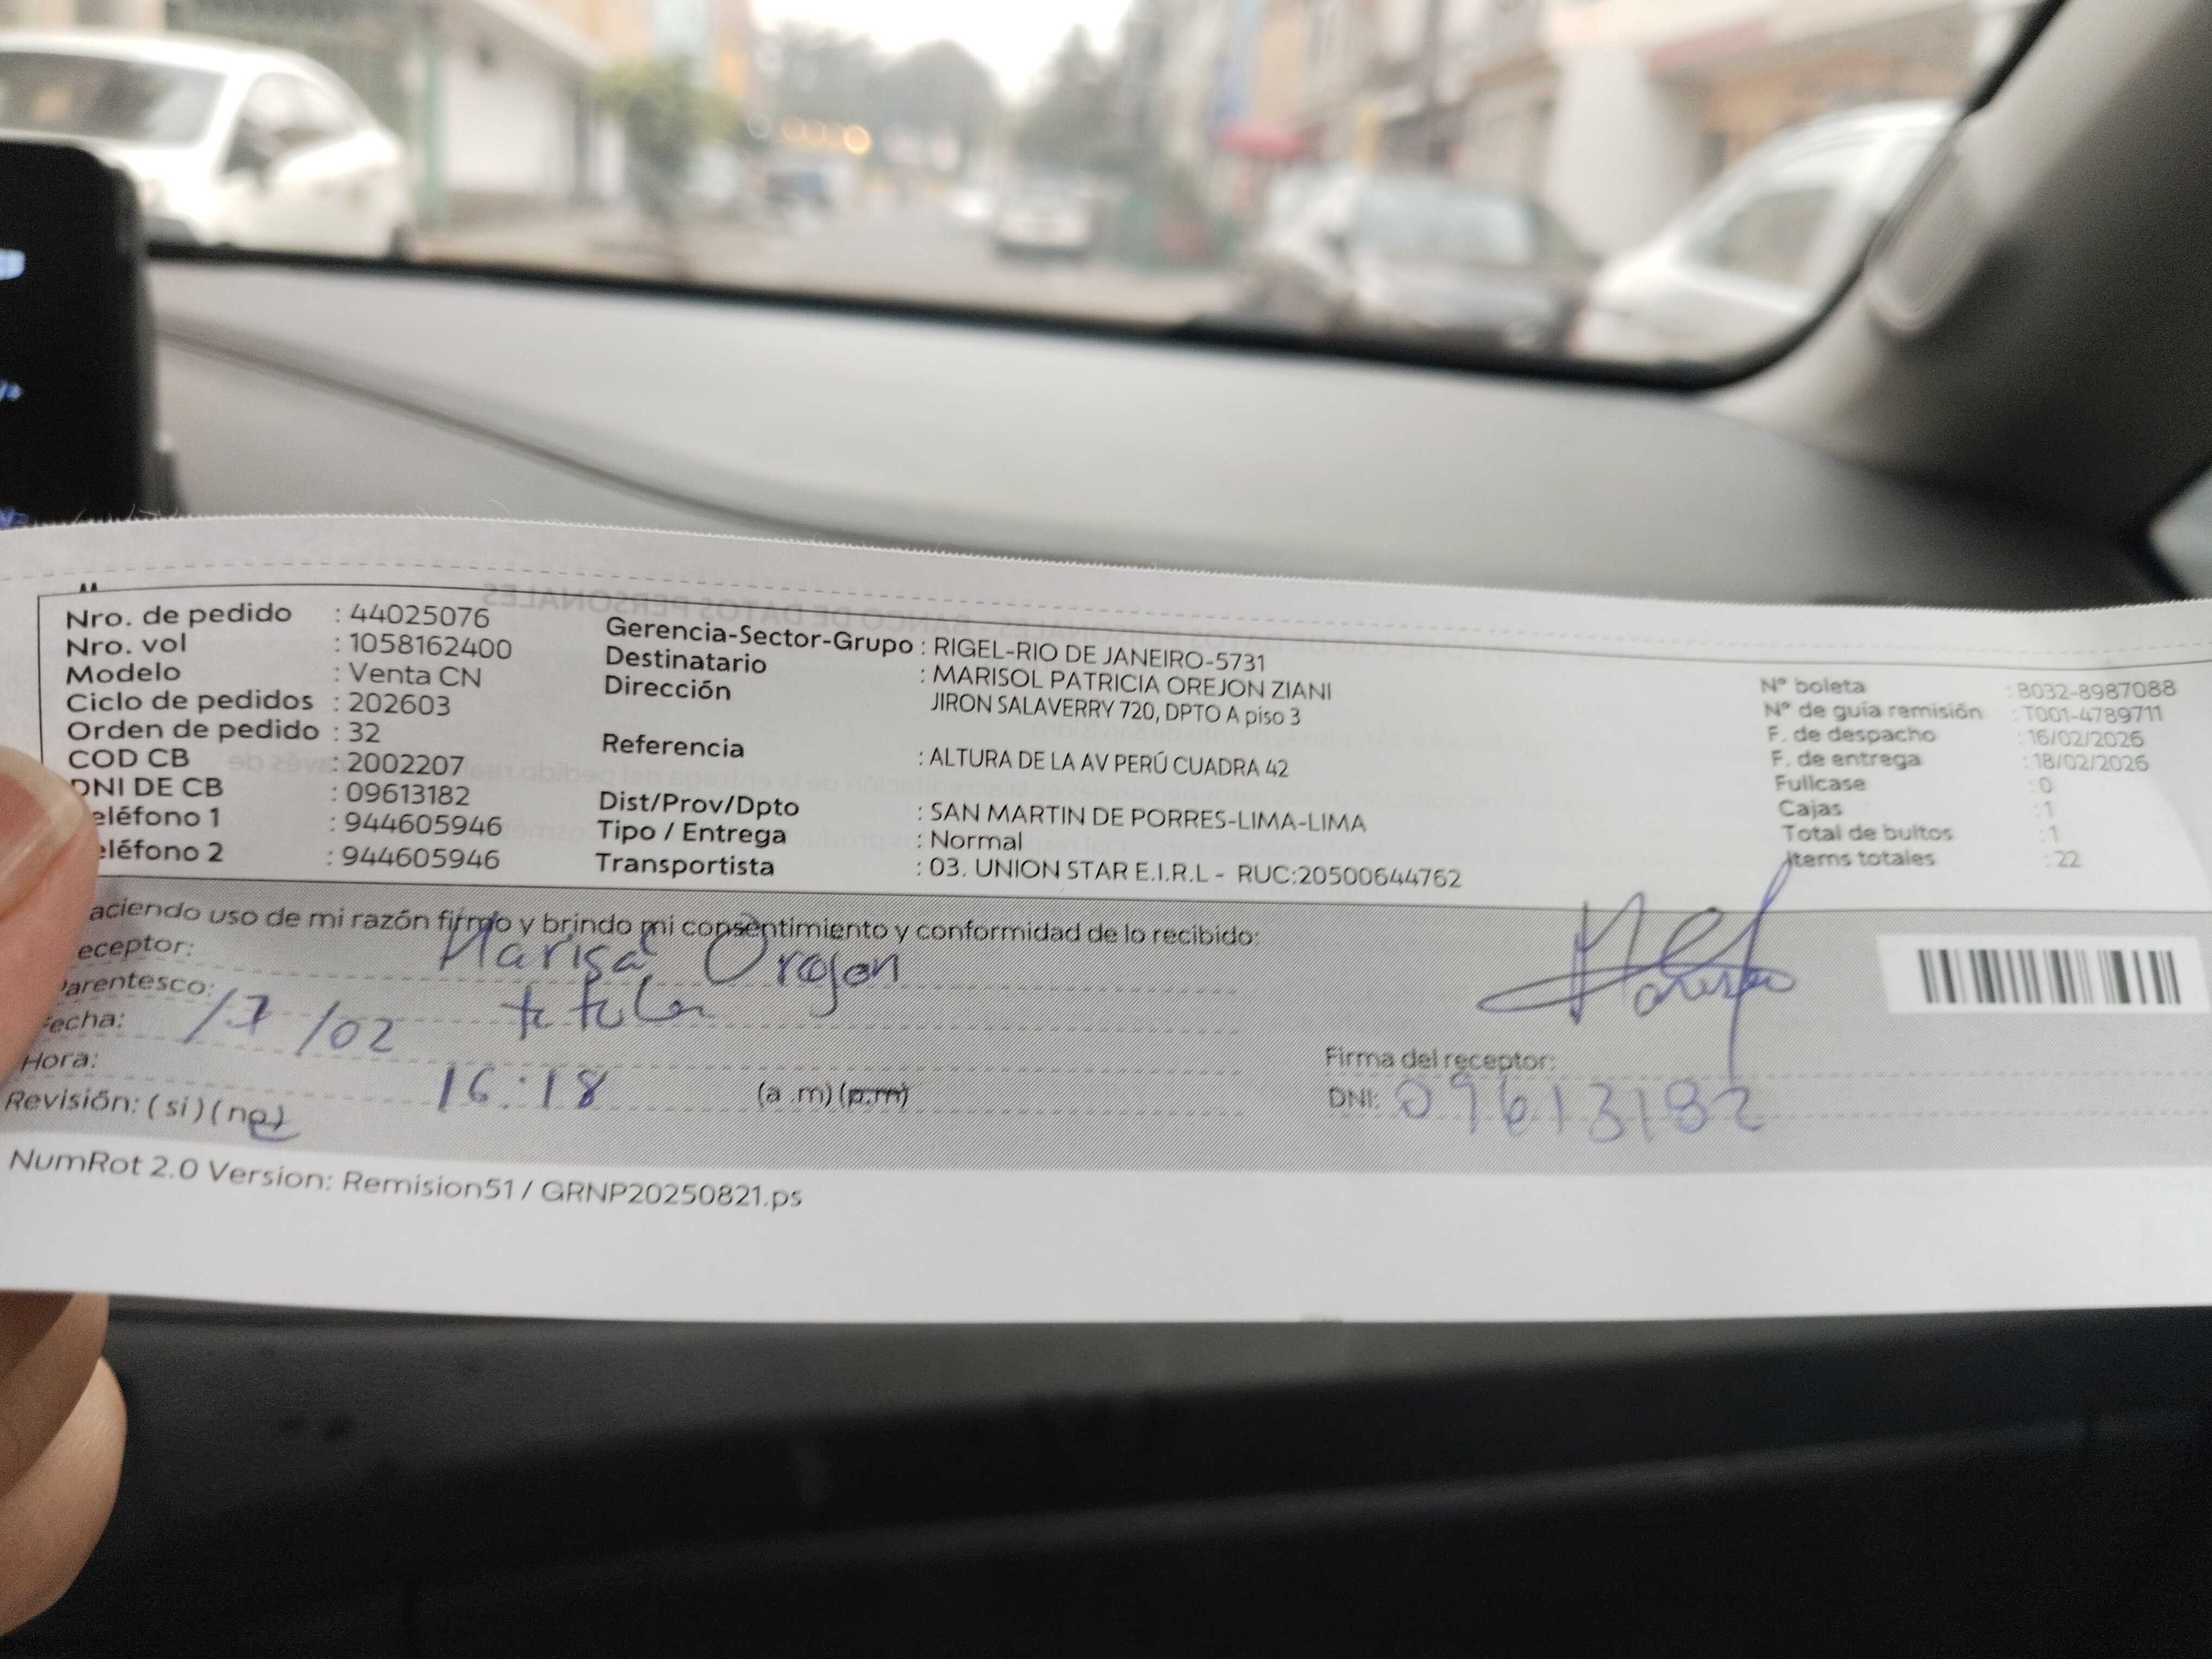 Nro. de pedido : 44025076
Nro. vol : 1058162400
Modelo : Venta CN
Ciclo de pedidos : 202603
Orden de pedido : 32
COD CB : 2002207
DNI DE CB : 09613182
eléfono 1 : 944605946
eléfono 2 : 944605946
Gerencia-Sector-Grupo : RIGEL-RIO DE JANEIRO-5731
Destinatario : MARISOL PATRICIA OREJON ZIANI
Dirección JIRON SALAVERRY 720, DPTO A piso 3
Referencia : ALTURA DE LA AV PERÚ CUADRA 42
Dist/Prov/Dpto : SAN MARTIN DE PORRES-LIMA-LIMA
Tipo / Entrega : Normal
Transportista : 03. UNION STAR E.I.R.L - RUC:20500644762
N° boleta : B032-8987088
N° de guía remisión : T001-4789711
F. de despacho : 16/02/2026
F. de entrega : 18/02/2026
Fullcase : 0
Cajas : 1
Total de bultos : 1
Items totales : 22
aciendo uso de mi razón firmo y brindo mi consentimiento y conformidad de lo recibido:
eceptor: Orejon
arentesco: titular
echa: 17/02
Hora: 16:18 (a .m) (p.m)
Revisión: ( si ) ( no )
Firma del receptor:
DNI: 09613182
NumRot 2.0 Version: Remision51 / GRNP20250821.ps